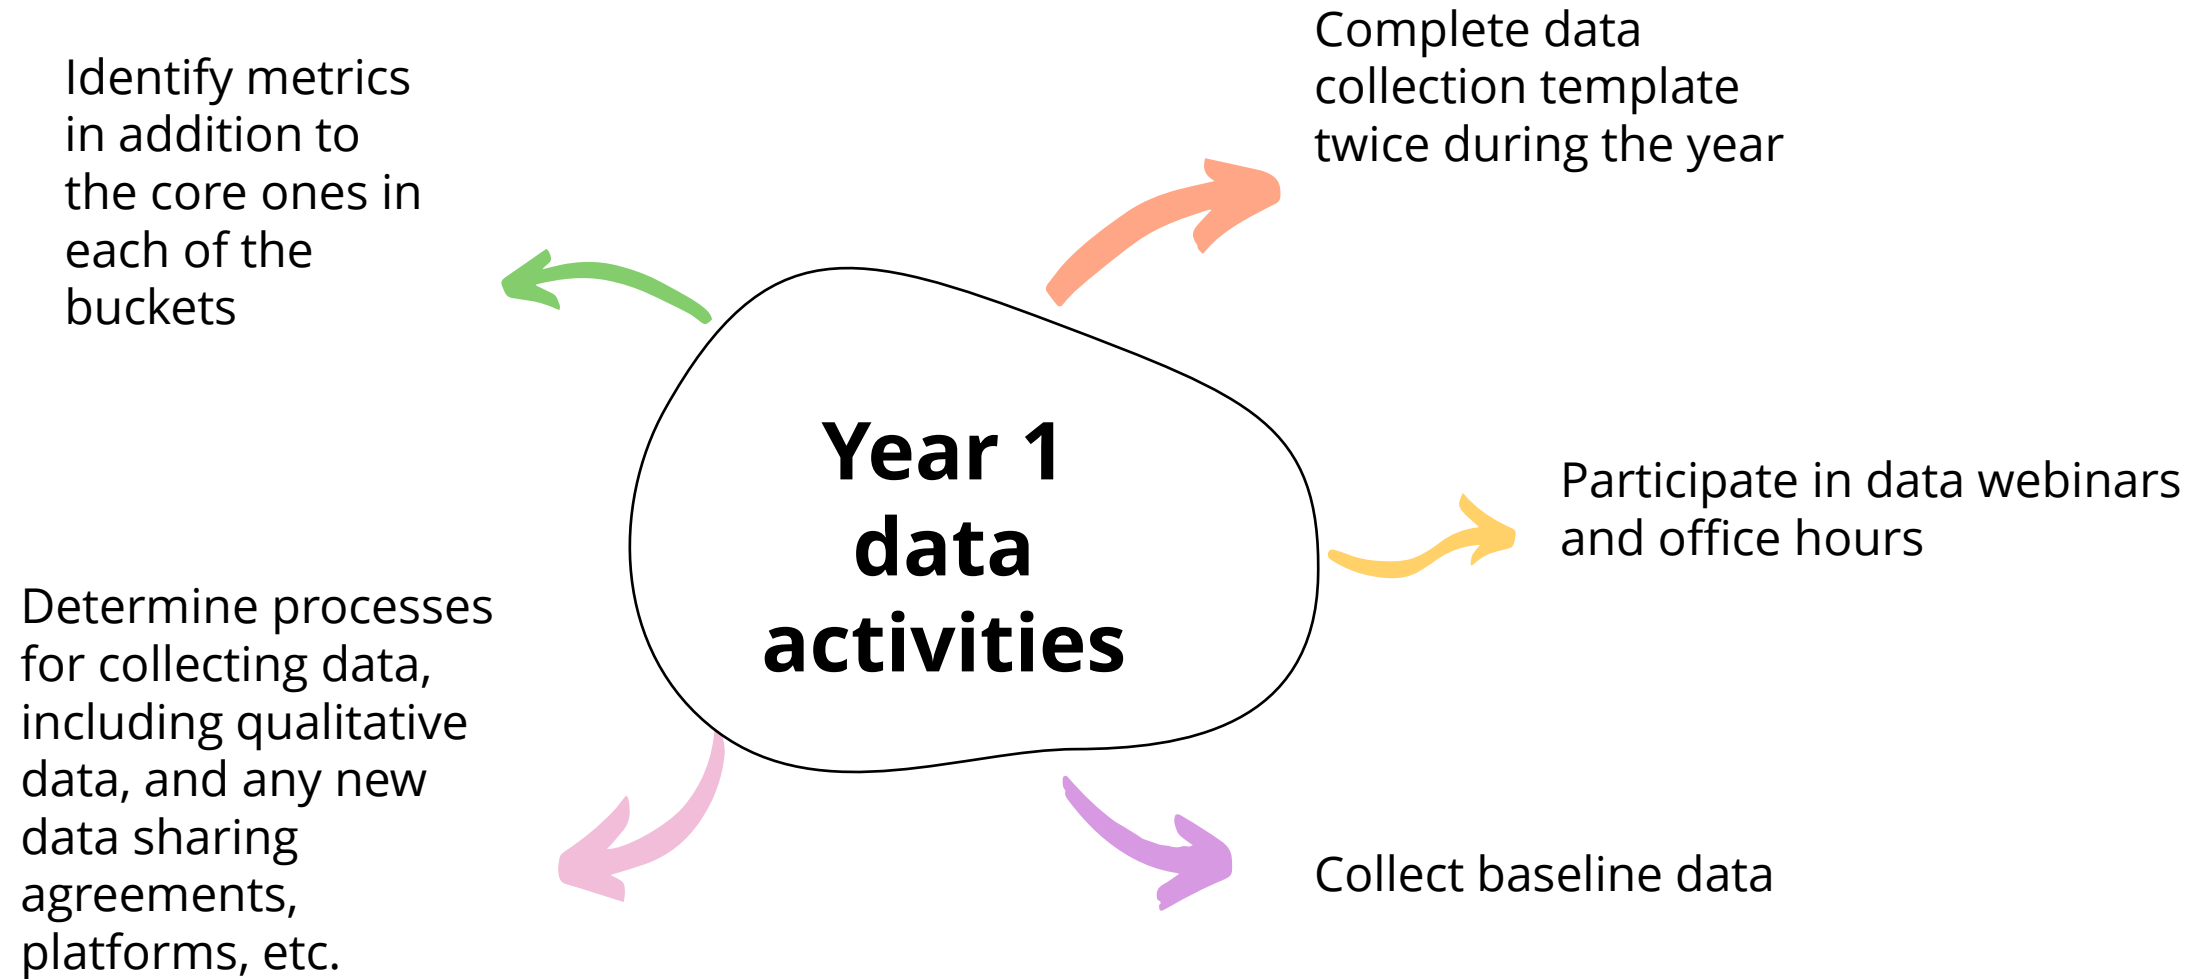 Identify metrics
in addition to
the core ones in
each of the
buckets
Complete data
collection template
twice during the year
Year 1
data
activities
Participate in data webinars
and office hours
Determine processes
for collecting data,
including qualitative
data, and any new
data sharing
agreements,
platforms, etc.
Collect baseline data